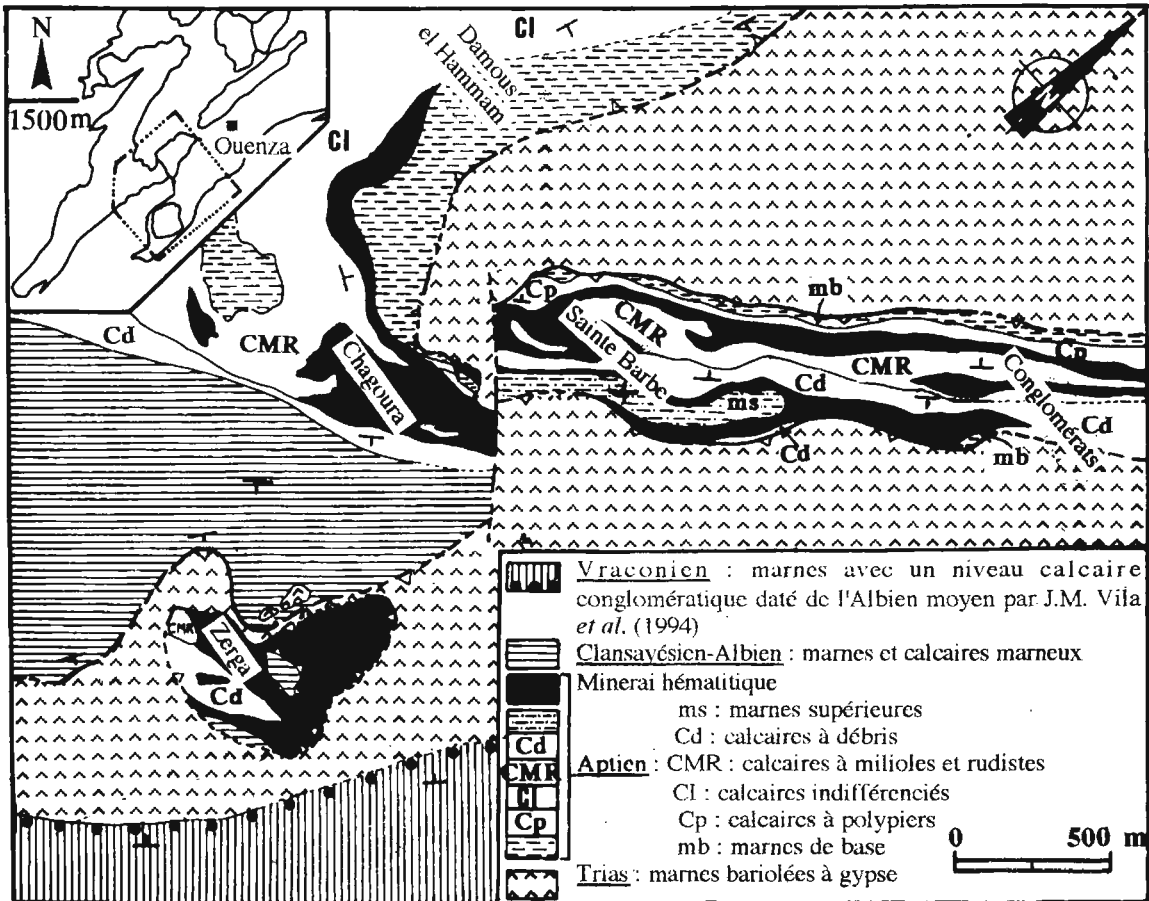 N
1500 m
Ouenza
Cl
Cl
Damous
el Hammam
Cd
CMR
Chagoura
Cp
CMR
mb
Sainte Barbe
CMR
Cp
Cd
ms
Conglomérats
Cd
Cd
mb
N
CMR
Zerga
Cd
Vraconien : marnes avec un niveau calcaire
conglomératique daté de l'Albien moyen par J.M. Vila
et al. (1994)
Clansayésien-Albien : marnes et calcaires marneux
Minerai hématitique
ms : marnes supérieures
Cd Cd : calcaires à débris
CMR Aptien : CMR : calcaires à milioles et rudistes
Cl CI : calcaires indifférenciés
Cp Cp : calcaires à polypiers
mb : marnes de base
0 500 m
Trias : marnes bariolées à gypse